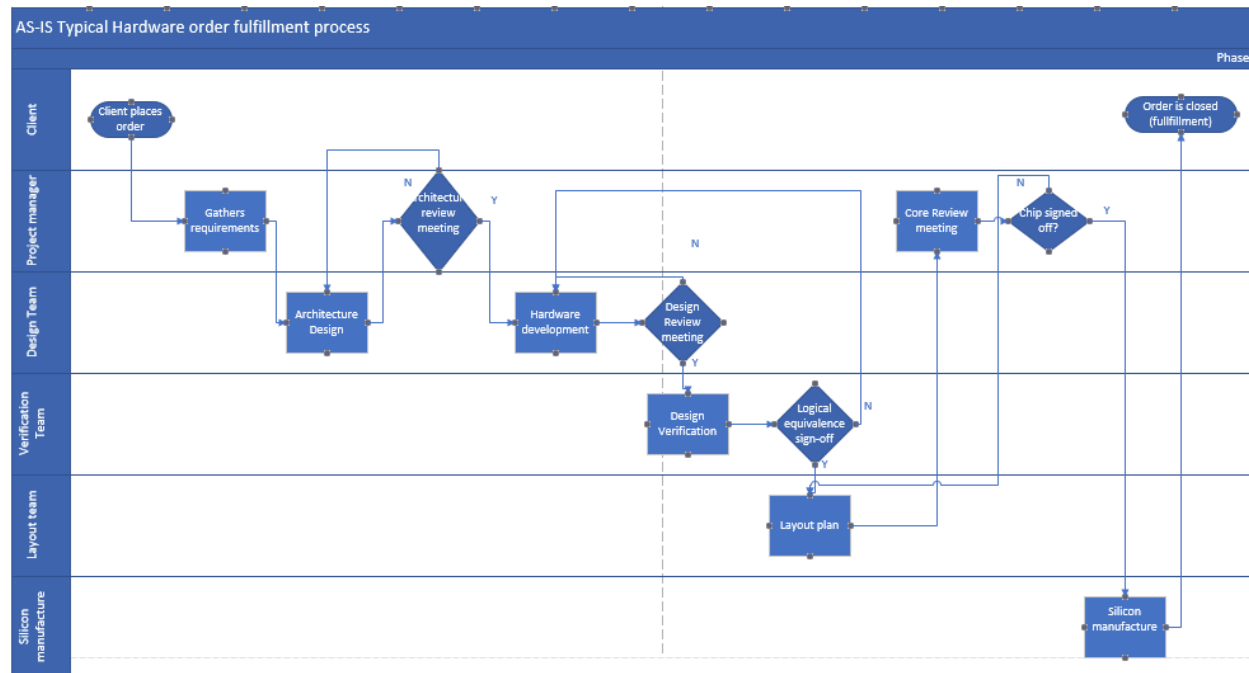 AS-IS Typical Hardware order fulfillment process
Phase
Client
Client places
order
Order is closed
(fullfillment)
Project manager
Gathers
requirements
N
rchitectur
review
meeting
Y
N
Core Review
meeting
N
Chip signed
off?
Y
Design Team
Architecture
Design
Hardware
development
Design
Review
meeting
Y
Verification
Team
Design
Verification
Logical
equivalence
sign-off
N
Y
Layout team
Layout plan
Silicon
manufacture
Silicon
manufacture